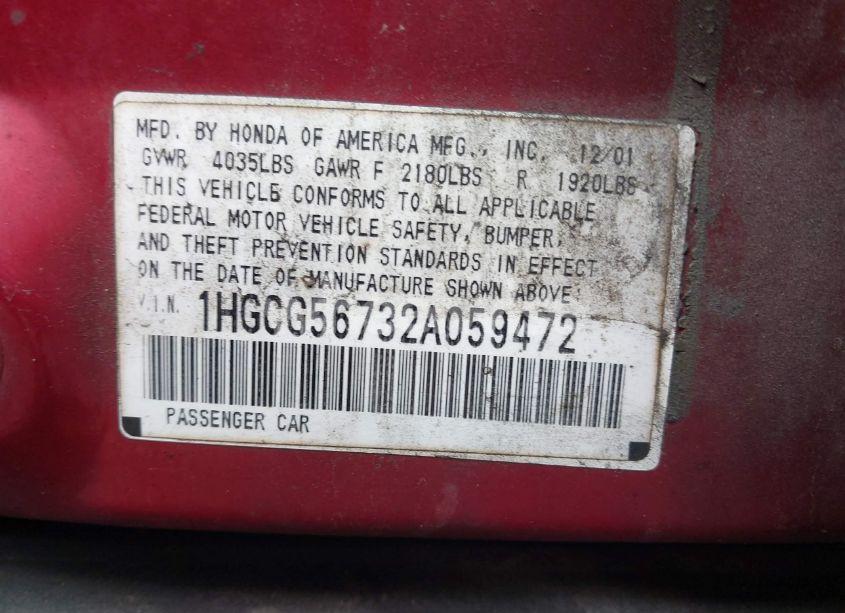 MFD. BY HONDA OF AMERICA MFG., INC. 12/01
GVWR 4035LBS GAWR F 2180LBS R 1920LBS
THIS VEHICLE CONFORMS TO ALL APPLICABLE
FEDERAL MOTOR VEHICLE SAFETY, BUMPER,
AND THEFT PREVENTION STANDARDS IN EFFECT
ON THE DATE OF MANUFACTURE SHOWN ABOVE.
V.I.N. 1HGCG56732A059472
PASSENGER CAR